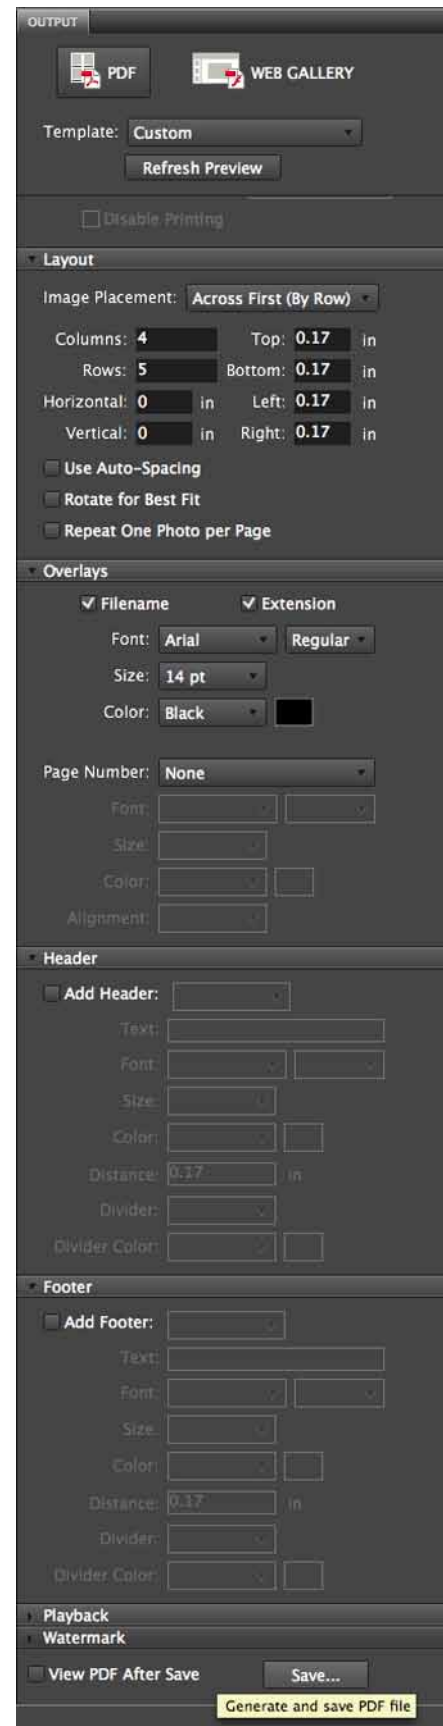 OUTPUT
PDF WEB GALLERY
Template: Custom
Refresh Preview
Disable Printing
Layout
Image Placement: Across First (By Row)
Columns: 4 Top: 0.17 in
Rows: 5 Bottom: 0.17 in
Horizontal: 0 in Left: 0.17 in
Vertical: 0 in Right: 0.17 in
Use Auto-Spacing
Rotate for Best Fit
Repeat One Photo per Page
Overlays
Filename Extension
Font: Arial Regular
Size: 14 pt
Color: Black
Page Number: None
Font:
Size:
Color:
Alignment:
Header
Add Header:
Text:
Font:
Size:
Color:
Distance: 0.17 in
Divider:
Divider Color:
Footer
Add Footer:
Text:
Font:
Size:
Color:
Distance: 0.17 in
Divider:
Divider Color:
Playback
Watermark
View PDF After Save Save...
Generate and save PDF file